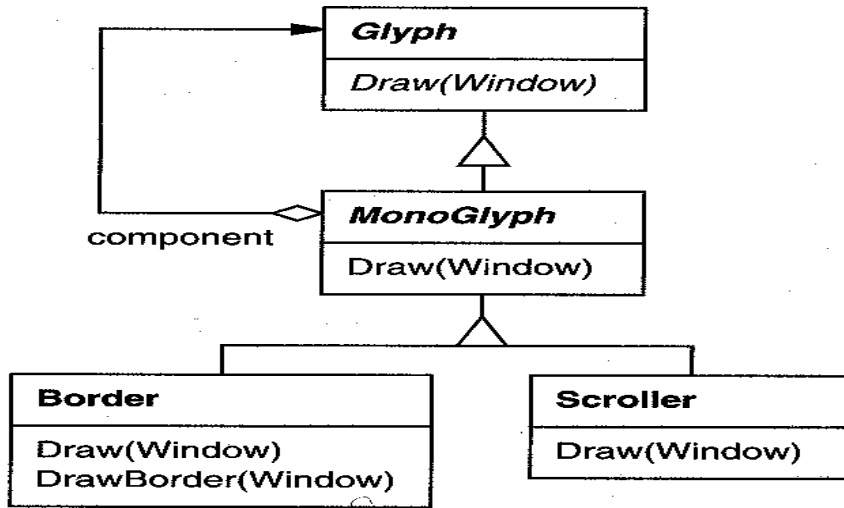 Glyph
Draw(Window)
MonoGlyph
component
Draw(Window)
Border
Draw(Window)
DrawBorder(Window)
Scroller
Draw(Window)